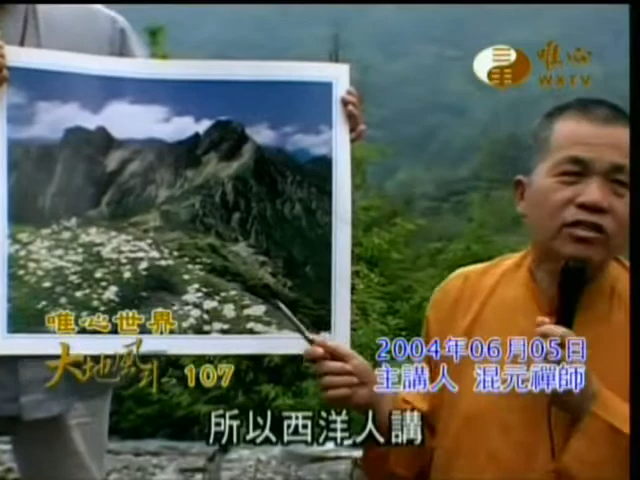 唯心
WXTV
唯心世界
大地風水 107
2004年06月05日
主講人 混元禪師
所以西洋人講